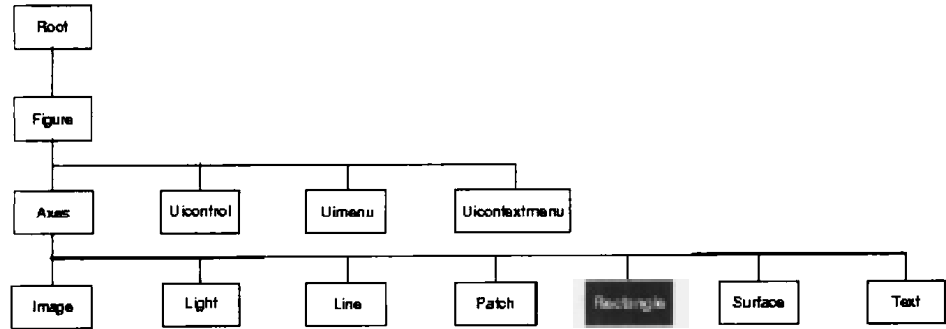 Root
Figure
Axes Uicontrol Uimenu Uicontextmenu
Image Light Line Patch Rectangle Surface Text